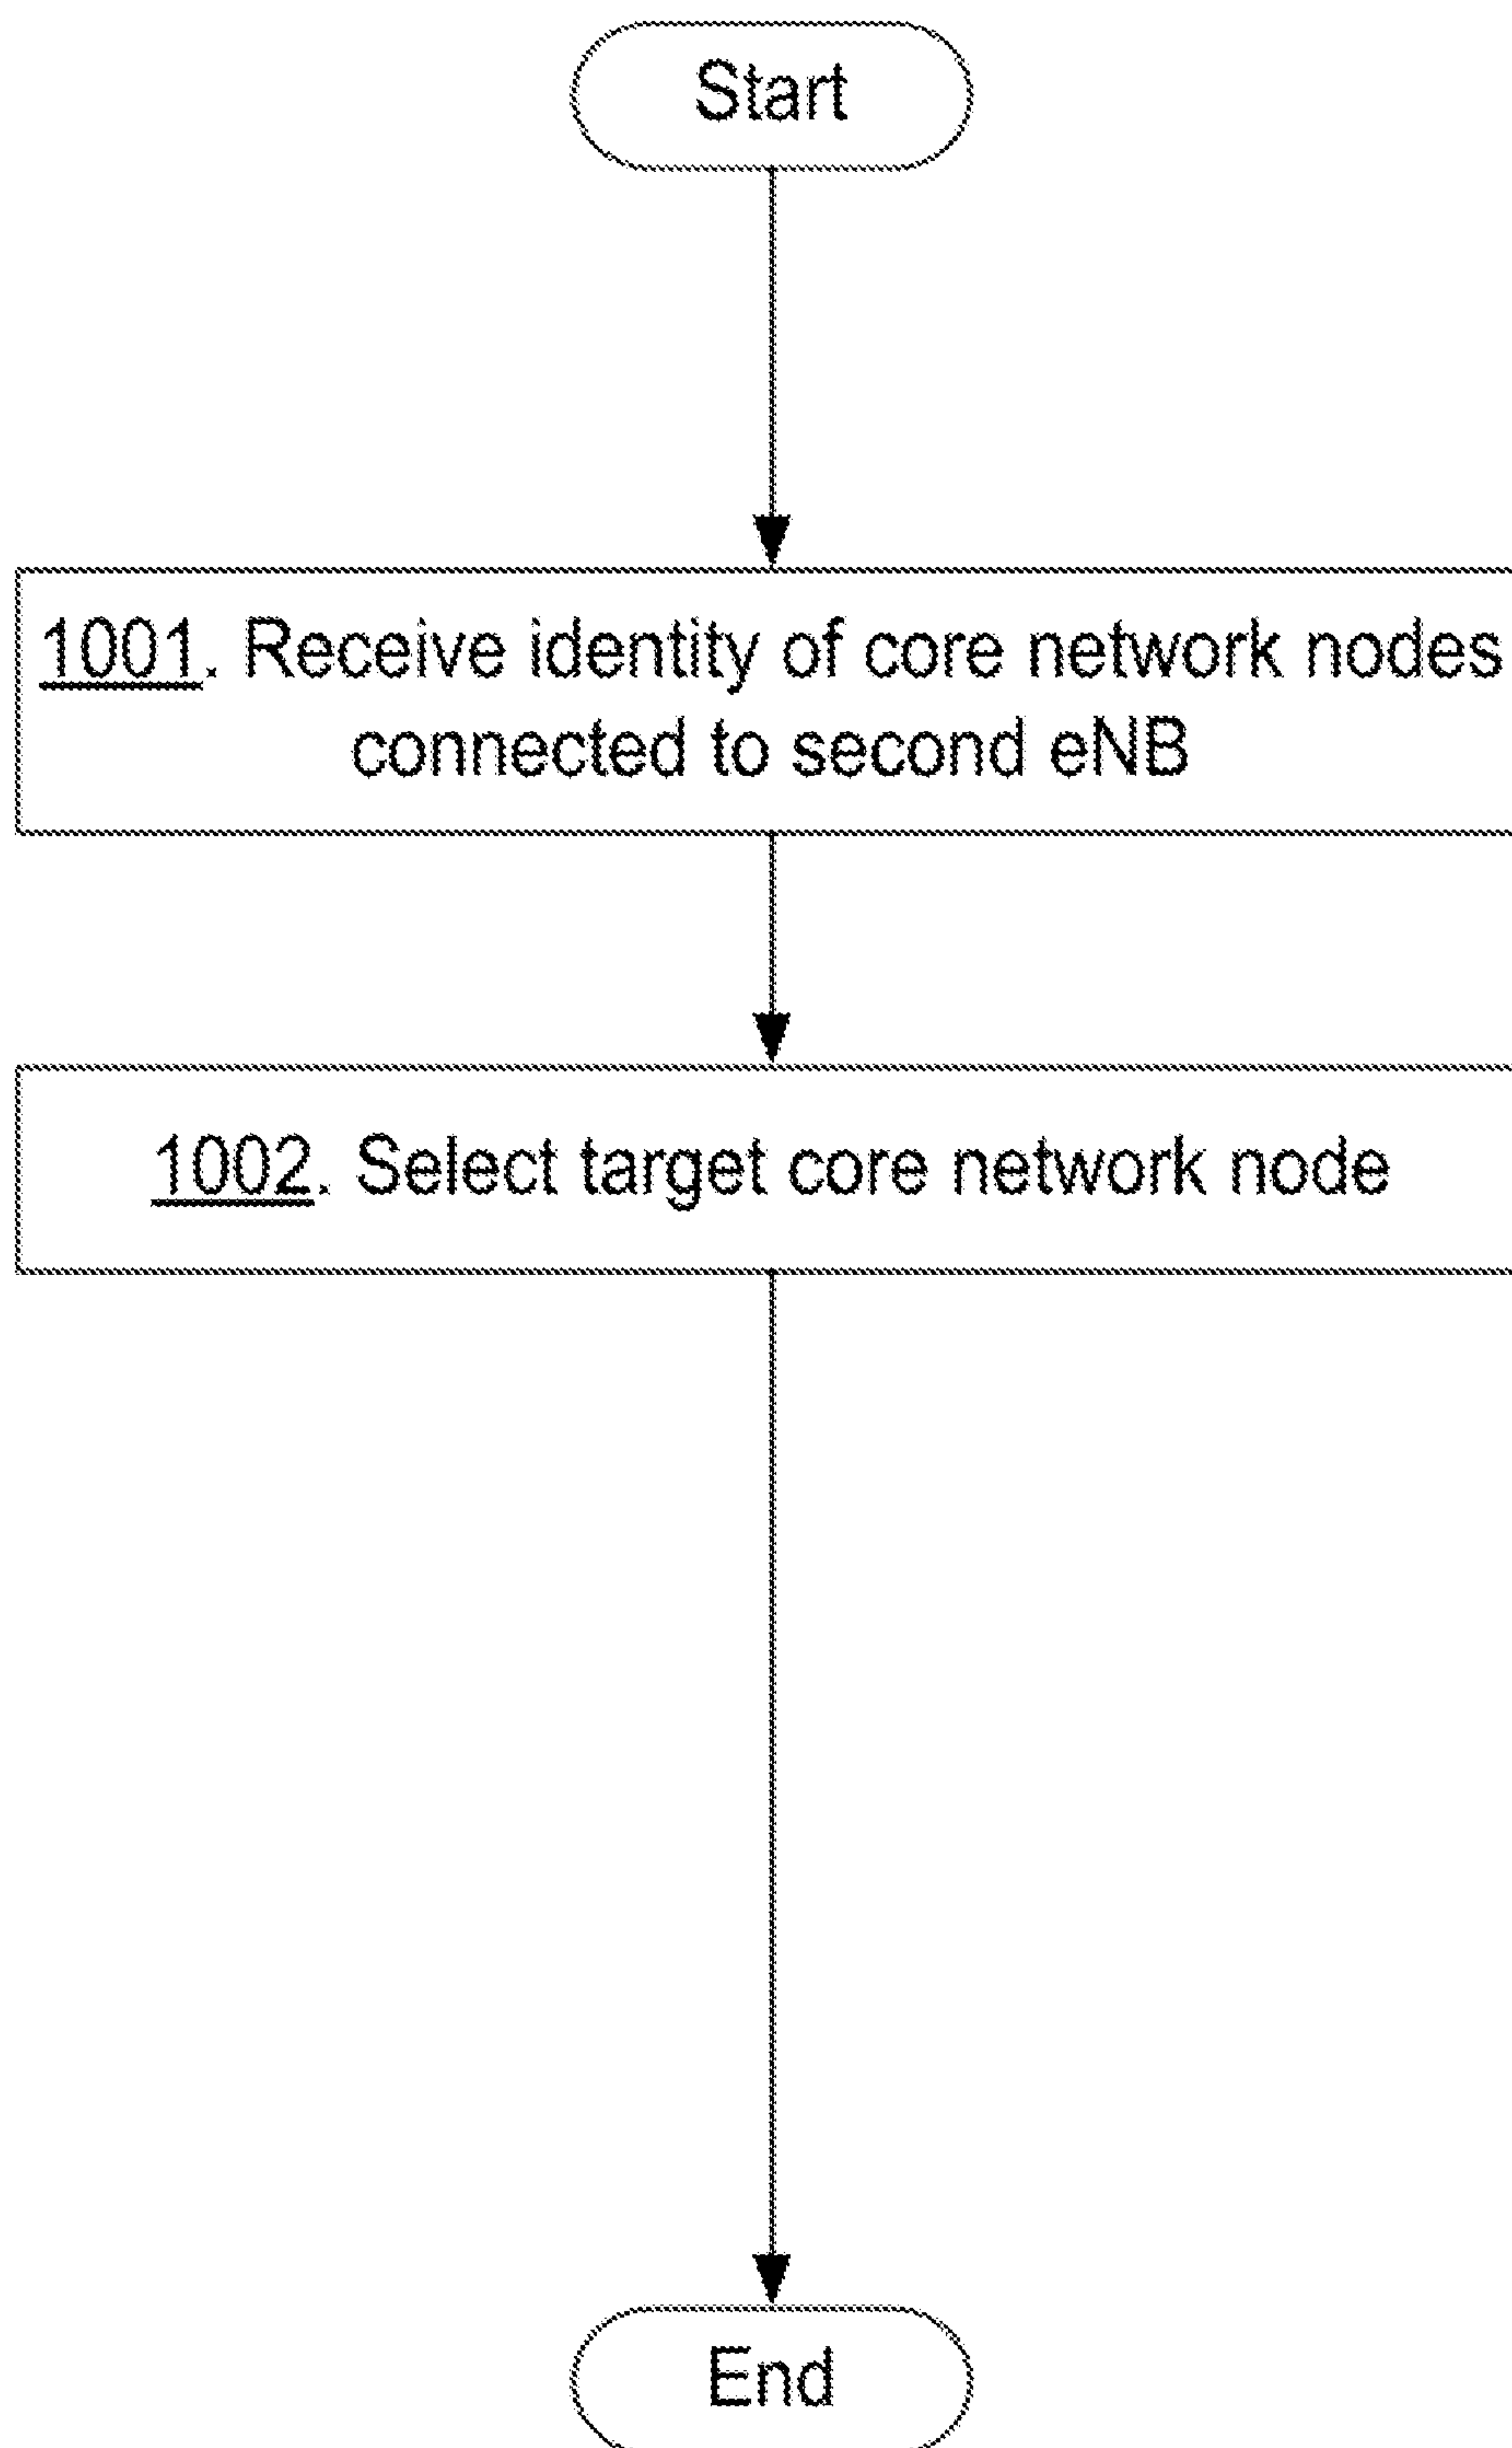 Start
1001. Receive identity of core network nodes
connected to second eNB
1002. Select target core network node
End